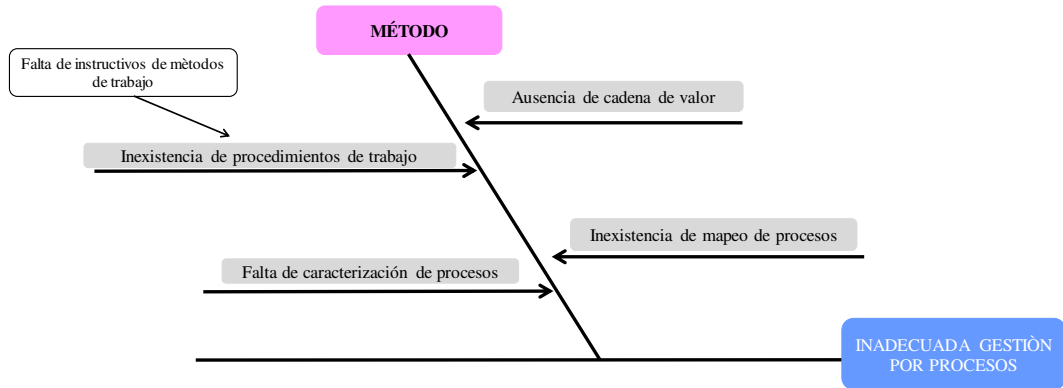 MÉTODO
Falta de instructivos de mètodos
de trabajo
Ausencia de cadena de valor
Inexistencia de procedimientos de trabajo
Inexistencia de mapeo de procesos
Falta de caracterización de procesos
INADECUADA GESTIÒN
POR PROCESOS